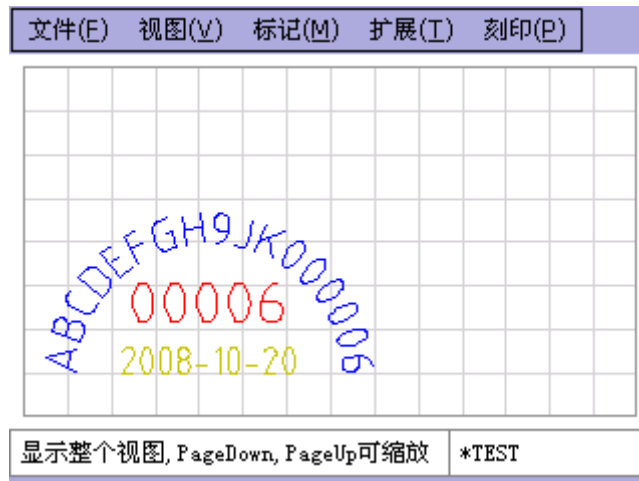 文件(F) 视图(V) 标记(M) 扩展(T) 刻印(P)
ABCDEFGH9JK000006
00006
2008-10-20
显示整个视图, PageDown, PageUp可缩放 *TEST